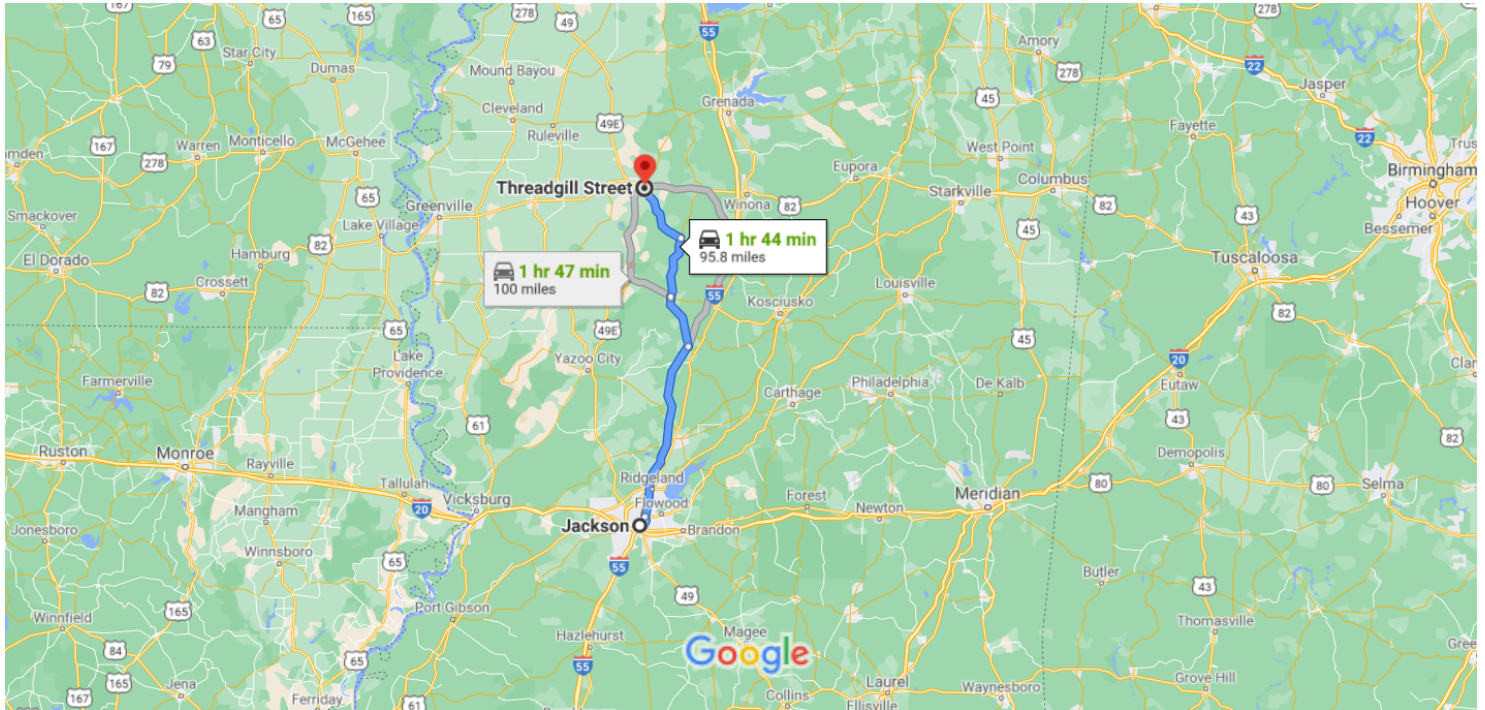 167
65
278
49
55
278
Amory
63
Star City
22
79
Dumas
Mound Bayou
278
Jasper
Cleveland
Grenada
45
Fayette
49E
Ruleville
22
167
Warren
Monticello
McGehee
West Point
278
Eupora
Birmingham
Threadgill Street
Columbus
Starkville
65
Greenville
Winona
82
82
Hoover
Smackover
Lake Village
43
Bessemer
82
45
1 hr 44 min
95.8 miles
Hamburg
Tuscaloosa
El Dorado
1 hr 47 min
100 miles
Crossett
Louisville
82
55
Kosciusko
82
65
49E
45
Lake
Providence
Yazoo City
20
Farmerville
Philadelphia
De Kalb
Eutaw
Carthage
43
61
82
Ruston
Monroe
Demopolis
Rayville
Ridgeland
Tallulah
80
80
Selma
Vicksburg
Flowood
Forest
Meridian
20
Mangham
Newton
Jackson
Brandon
Jonesboro
Winnsboro
65
55
Butler
43
49
165
Port Gibson
Winnfield
Thomasville
Hazlehurst
Magee
84
Google
65
55
165
Jena
Laurel
Waynesboro
Grove Hill
167
Ferriday
61
Collins
Ellisville